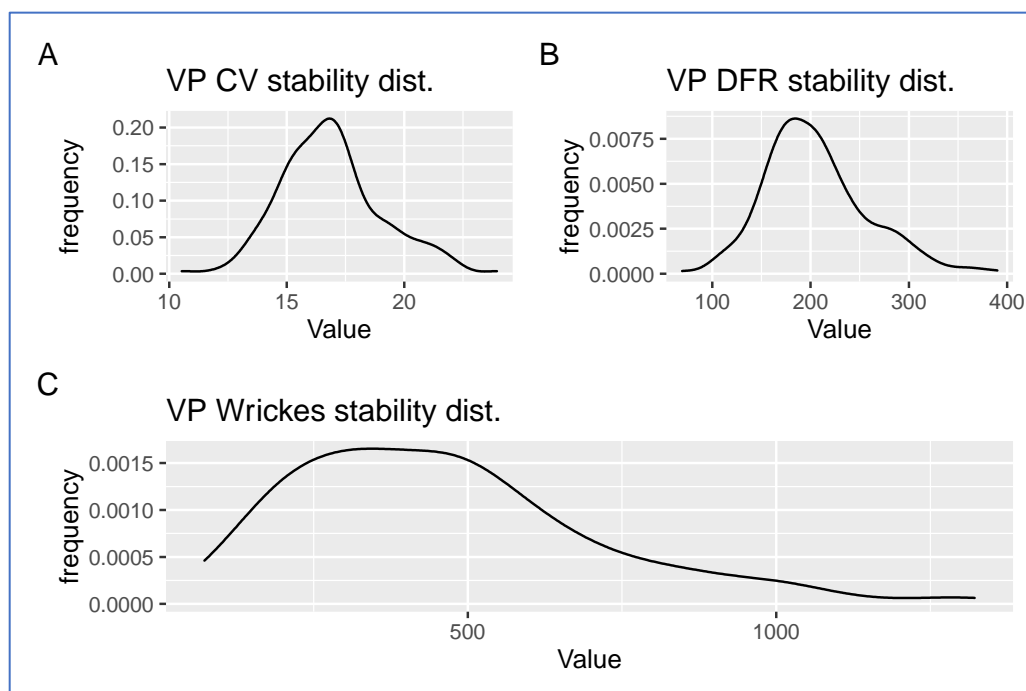 A
VP CV stability dist.
frequency
0.20
0.15
0.10
0.05
0.00
10
15
20
Value
B
VP DFR stability dist.
frequency
0.0075
0.0050
0.0025
0.0000
100
200
300
400
Value
C
VP Wrickes stability dist.
frequency
0.0015
0.0010
0.0005
0.0000
500
1000
Value